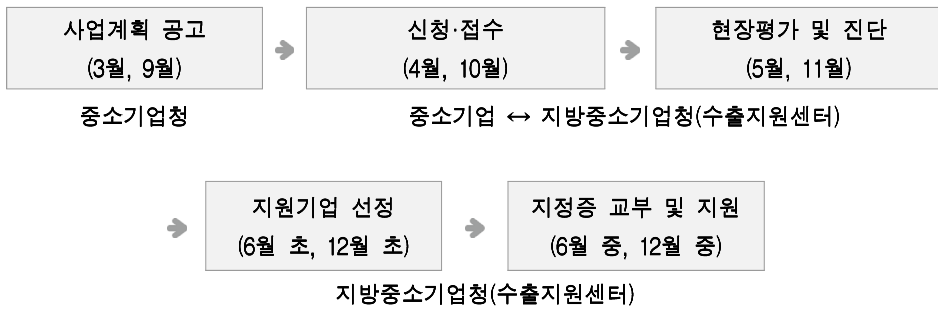 사업계획 공고
(3월, 9월)
중소기업청
신청·접수
(4월, 10월)
현장평가 및 진단
(5월, 11월)
중소기업 ↔ 지방중소기업청(수출지원센터)
지원기업 선정
(6월 초, 12월 초)
지정증 교부 및 지원
(6월 중, 12월 중)
지방중소기업청(수출지원센터)